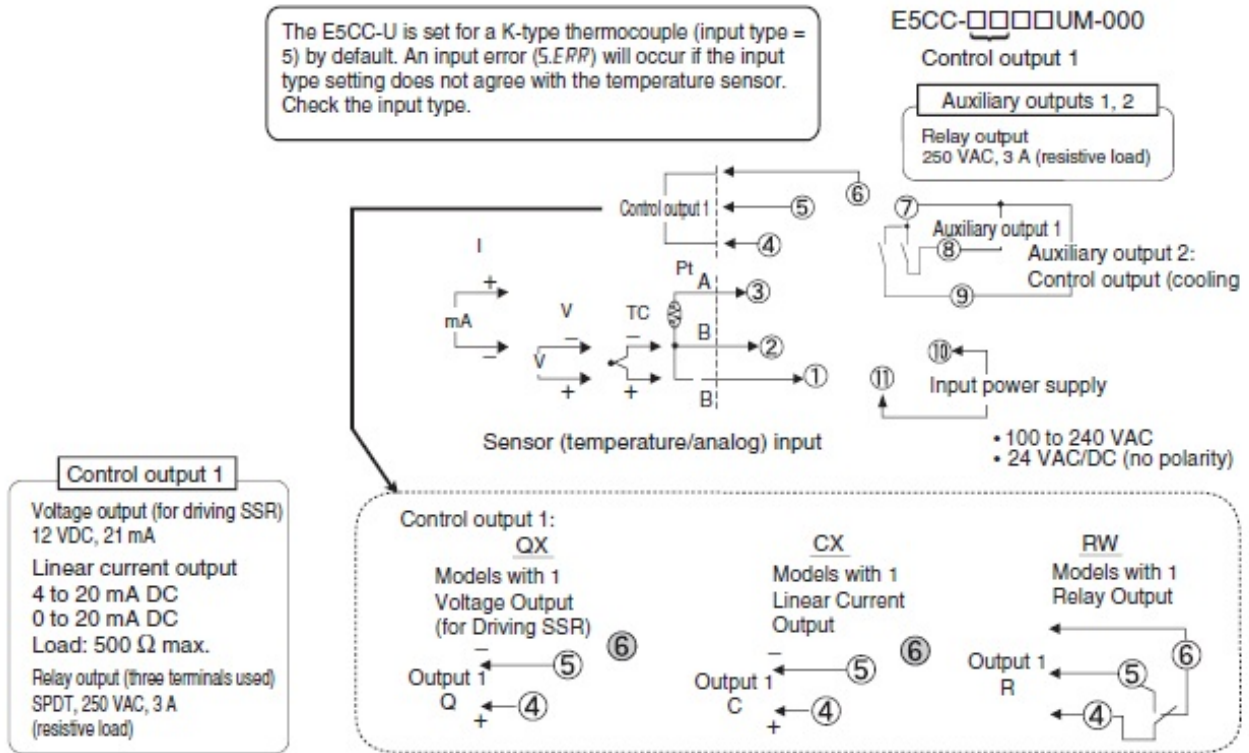 The E5CC-U is set for a K-type thermocouple (input type =
5) by default. An input error (S.ERR) will occur if the input
type setting does not agree with the temperature sensor.
Check the input type.
E5CC-□□□□UM-000
Control output 1
Auxiliary outputs 1, 2
Relay output
250 VAC, 3 A (resistive load)
Control output 1
⑥
⑤
④
⑦
Auxiliary output 1
⑧
Auxiliary output 2:
Control output (cooling
⑨
I
+
mA
−
V
−
V
+
TC
−
+
Pt
A
③
B
②
B
①
⑩
⑪
Input power supply
• 100 to 240 VAC
• 24 VAC/DC (no polarity)
Sensor (temperature/analog) input
Control output 1
Voltage output (for driving SSR)
12 VDC, 21 mA
Linear current output
4 to 20 mA DC
0 to 20 mA DC
Load: 500 Ω max.
Relay output (three terminals used)
SPDT, 250 VAC, 3 A
(resistive load)
Control output 1:
QX
Models with 1
Voltage Output
(for Driving SSR)
⑥
−
⑤
Output 1
Q
④
+
CX
Models with 1
Linear Current
Output
⑥
−
⑤
Output 1
C
④
+
RW
Models with 1
Relay Output
⑥
Output 1
R
⑤
④